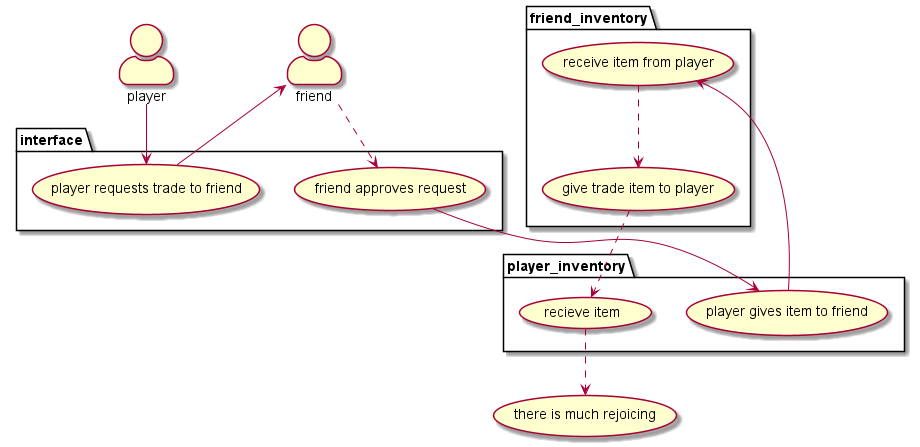 friend_inventory
receive item from player
player
friend
interface
player requests trade to friend
friend approves request
give trade item to player
player_inventory
recieve item
player gives item to friend
there is much rejoicing